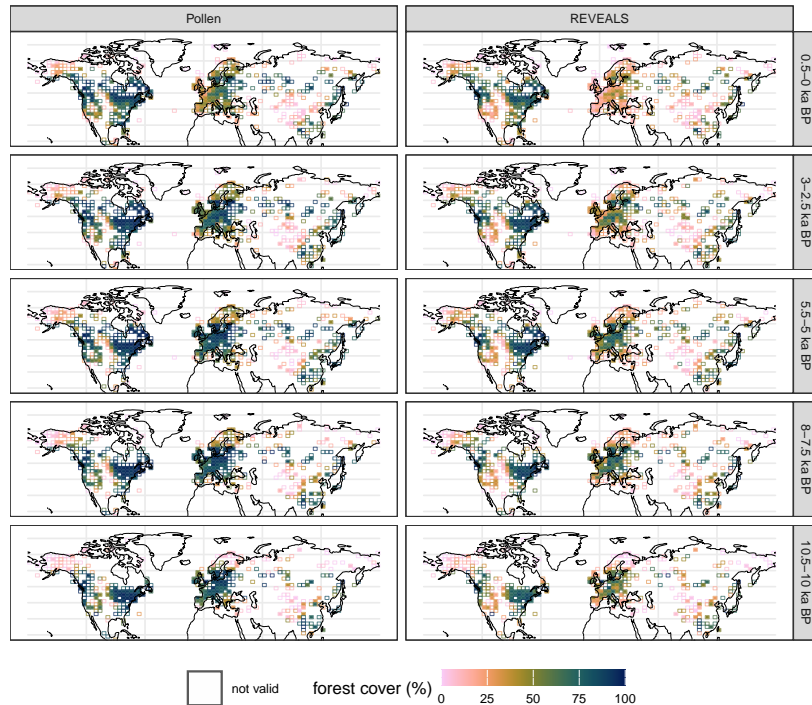 Pollen
REVEALS
0.5−0 ka BP
3−2.5 ka BP
5.5−5 ka BP
8−7.5 ka BP
10.5−10 ka BP
not valid
forest cover (%)
0 25 50 75 100